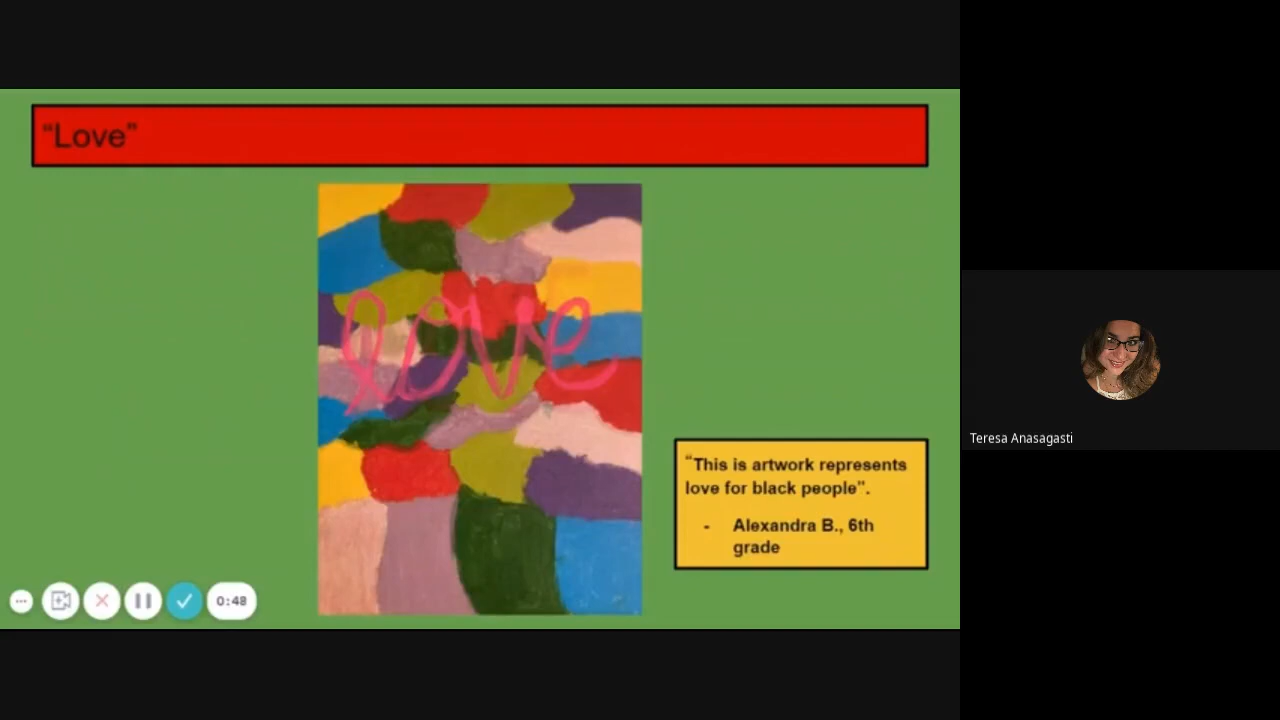 “Love”
love
“This is artwork represents
love for black people”.
- Alexandra B., 6th
grade
Teresa Anasagasti
0:48